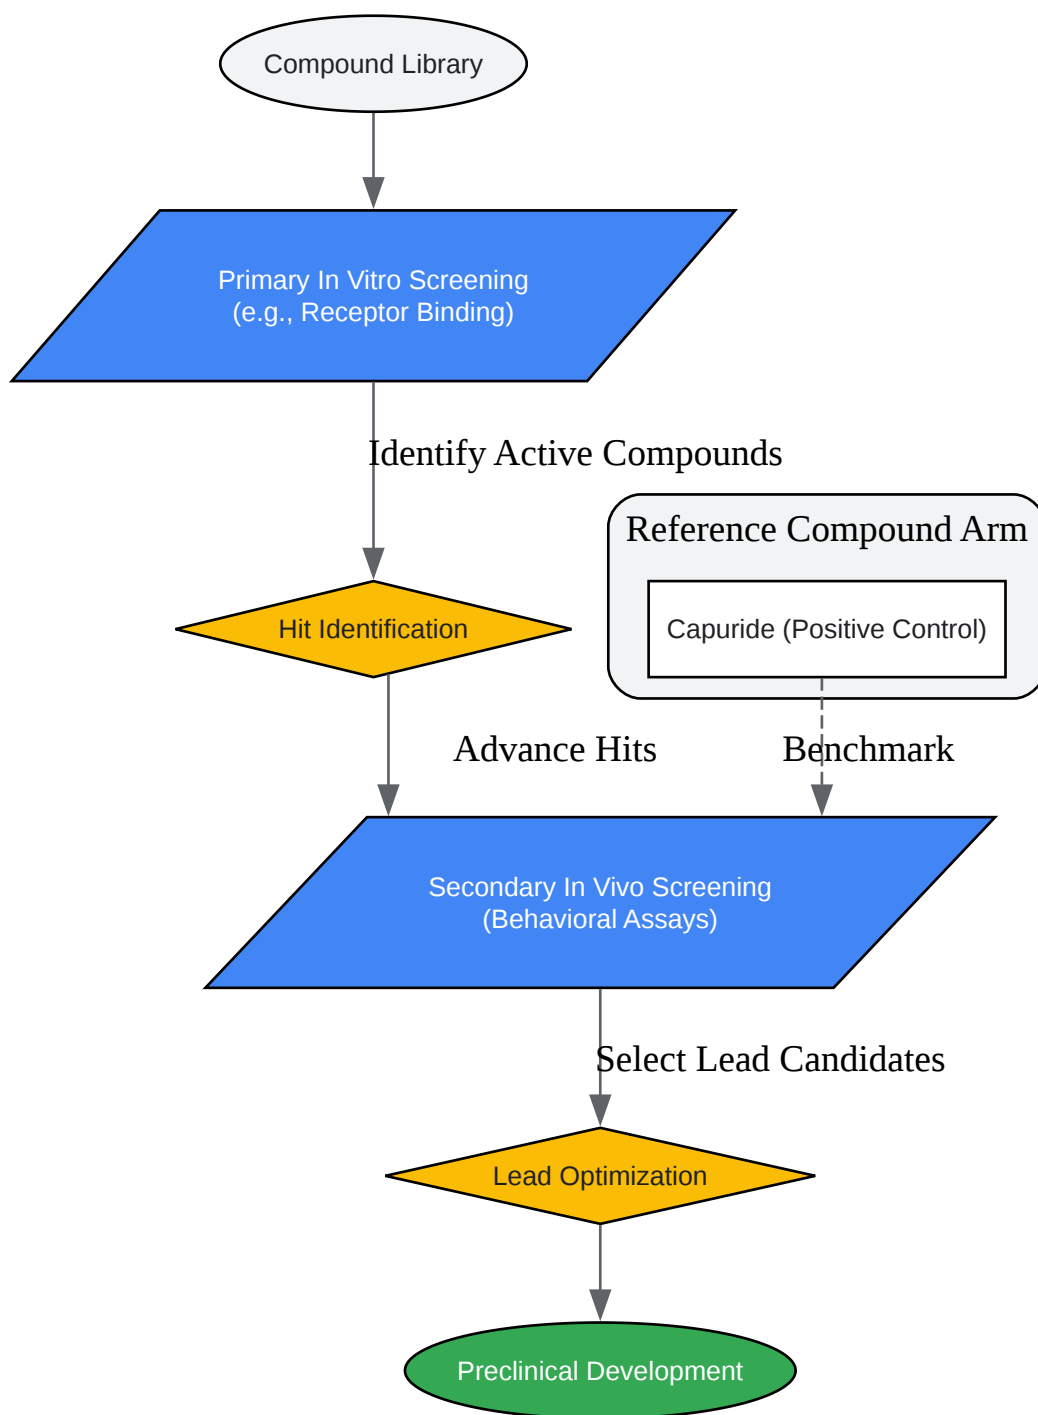 Compound Library
Primary In Vitro Screening
(e.g., Receptor Binding)
Identify Active Compounds
Reference Compound Arm
Hit Identification
Capuride (Positive Control)
Advance Hits
Benchmark
Secondary In Vivo Screening
(Behavioral Assays)
Select Lead Candidates
Lead Optimization
Preclinical Development